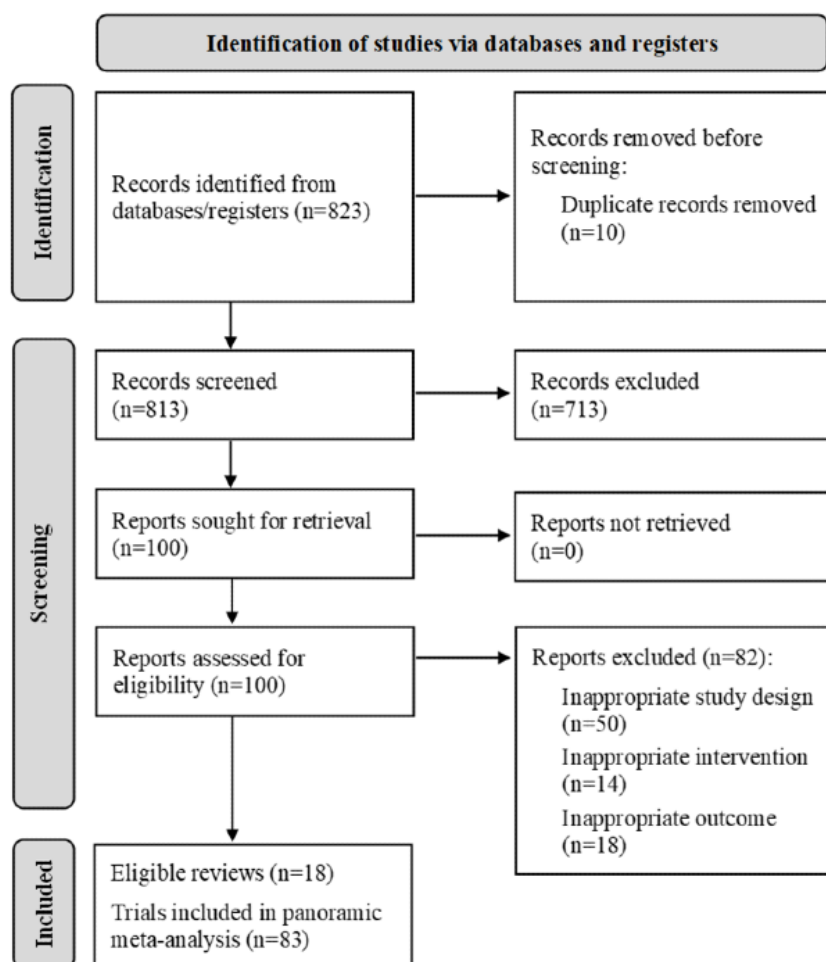 Identification of studies via databases and registers
Identification
Records identified from
databases/registers (n=823)
Records removed before
screening:
Duplicate records removed
(n=10)
Screening
Records screened
(n=813)
Records excluded
(n=713)
Reports sought for retrieval
(n=100)
Reports not retrieved
(n=0)
Reports assessed for
eligibility (n=100)
Reports excluded (n=82):
Inappropriate study design
(n=50)
Inappropriate intervention
(n=14)
Inappropriate outcome
(n=18)
Included
Eligible reviews (n=18)
Trials included in panoramic
meta-analysis (n=83)